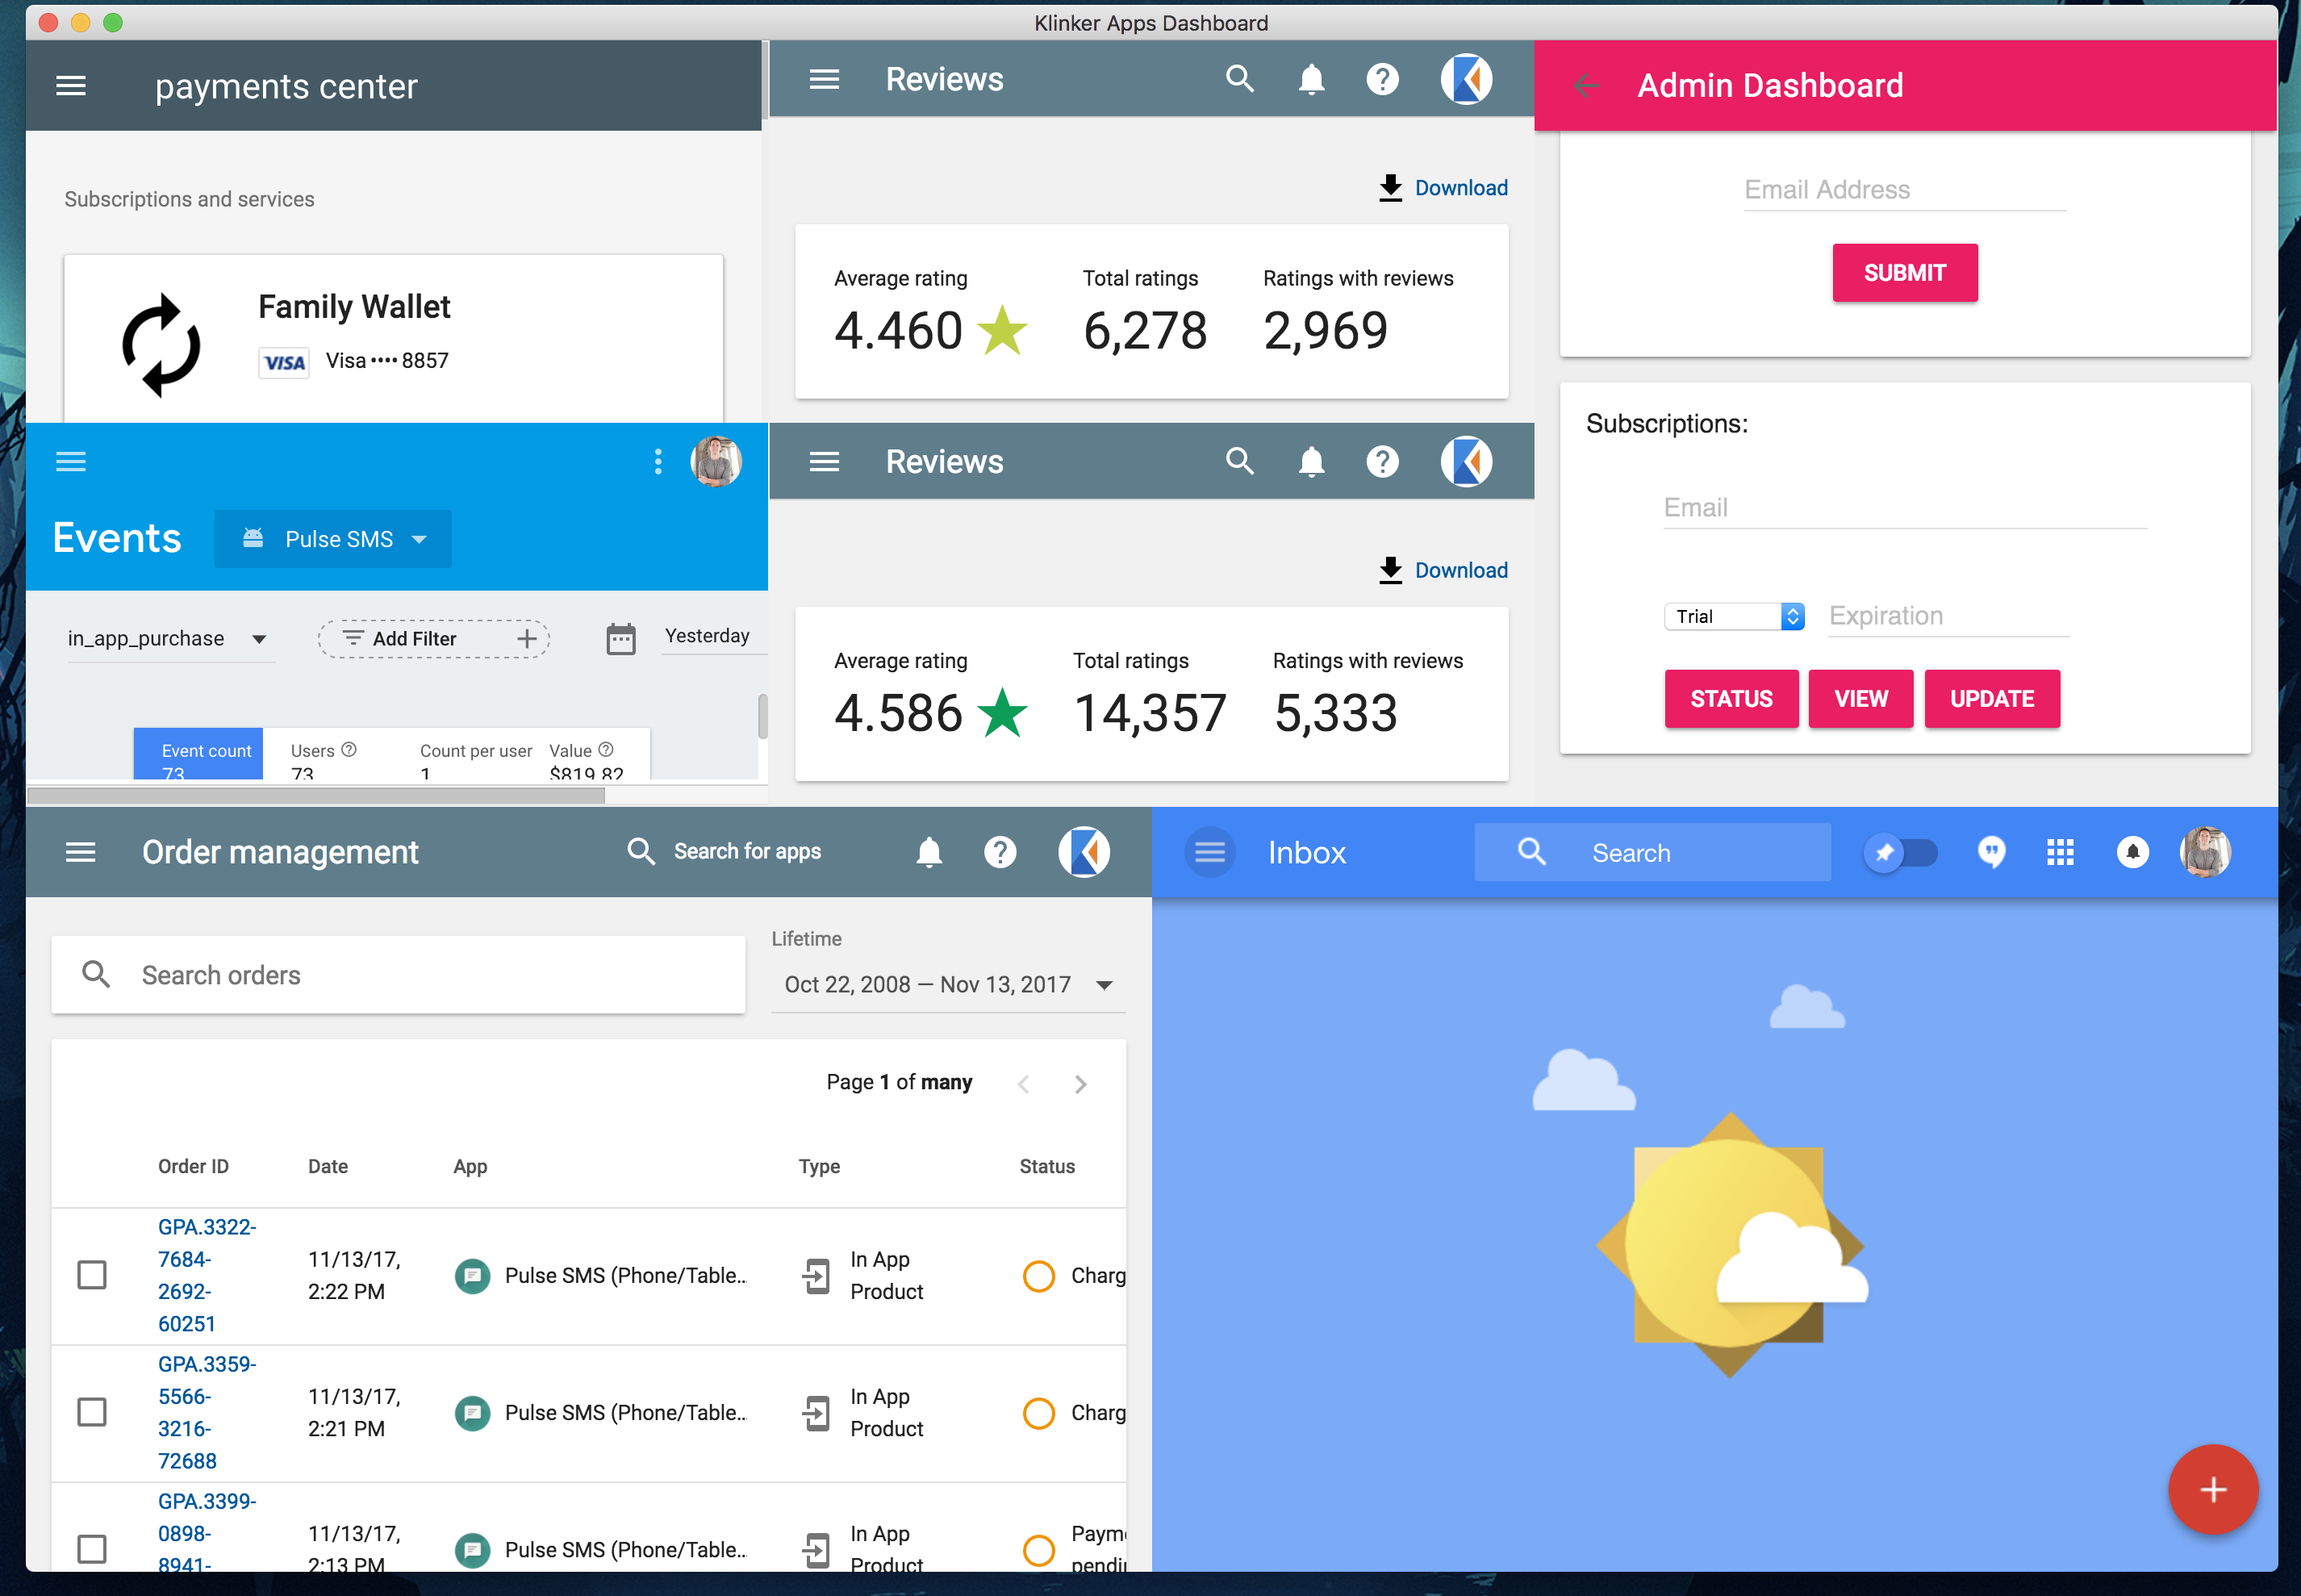 Klinker Apps Dashboard
payments center
Subscriptions and services
Family Wallet
VISA Visa •••• 8857
Reviews
Download
Average rating Total ratings Ratings with reviews
4.460 6,278 2,969
Admin Dashboard
Email Address
SUBMIT
Subscriptions:
Email
Trial Expiration
STATUS VIEW UPDATE
Events Pulse SMS
in_app_purchase Add Filter Yesterday
Event count Users Count per user Value
73 73 1 $819.82
Reviews
Download
Average rating Total ratings Ratings with reviews
4.586 14,357 5,333
Order management Search for apps
Search orders
Lifetime
Oct 22, 2008 — Nov 13, 2017
Page 1 of many
Order ID Date App Type Status
GPA.3322-
7684-
2692-
60251
11/13/17,
2:22 PM
Pulse SMS (Phone/Table...
In App
Product
Charg
GPA.3359-
5566-
3216-
72688
11/13/17,
2:21 PM
Pulse SMS (Phone/Table...
In App
Product
Charg
GPA.3399-
0898-
8941-
11/13/17,
2:13 PM
Pulse SMS (Phone/Table...
In App
Product
Payme
pendi
Inbox Search